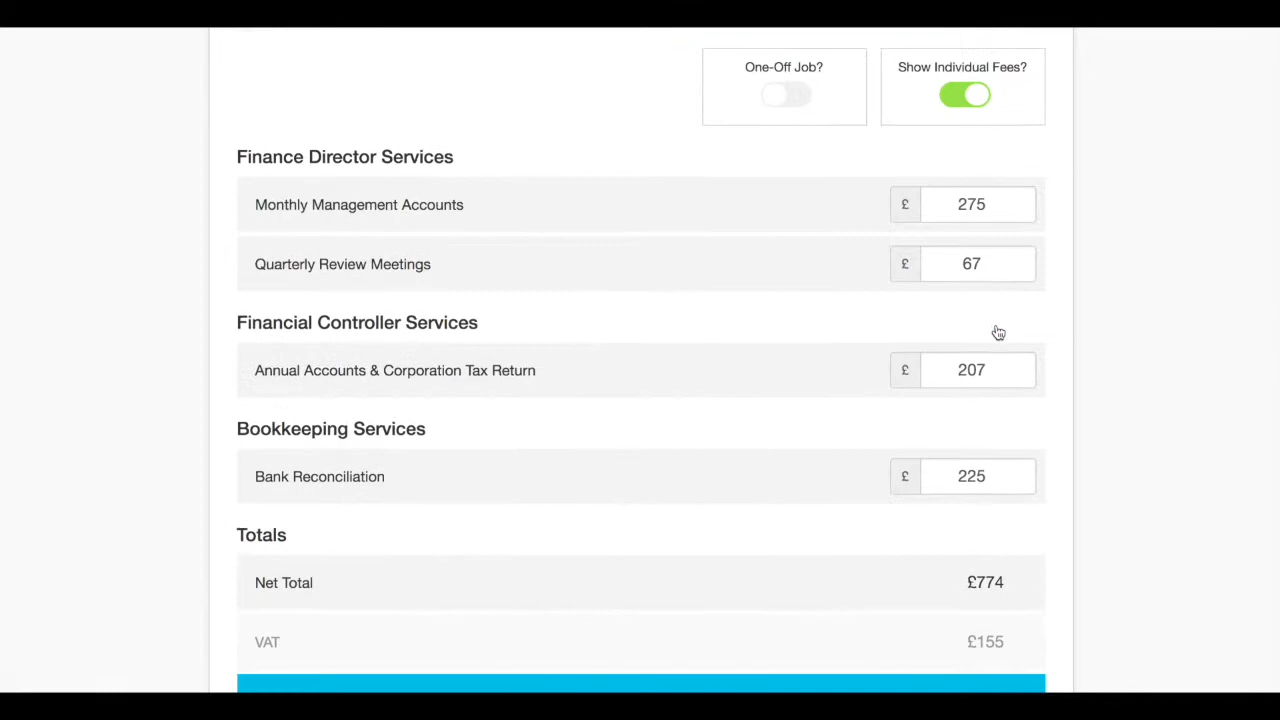 One-Off Job?
Show Individual Fees?
Finance Director Services
Monthly Management Accounts £ 275
Quarterly Review Meetings £ 67
Financial Controller Services
Annual Accounts & Corporation Tax Return £ 207
Bookkeeping Services
Bank Reconciliation £ 225
Totals
Net Total £774
VAT £155